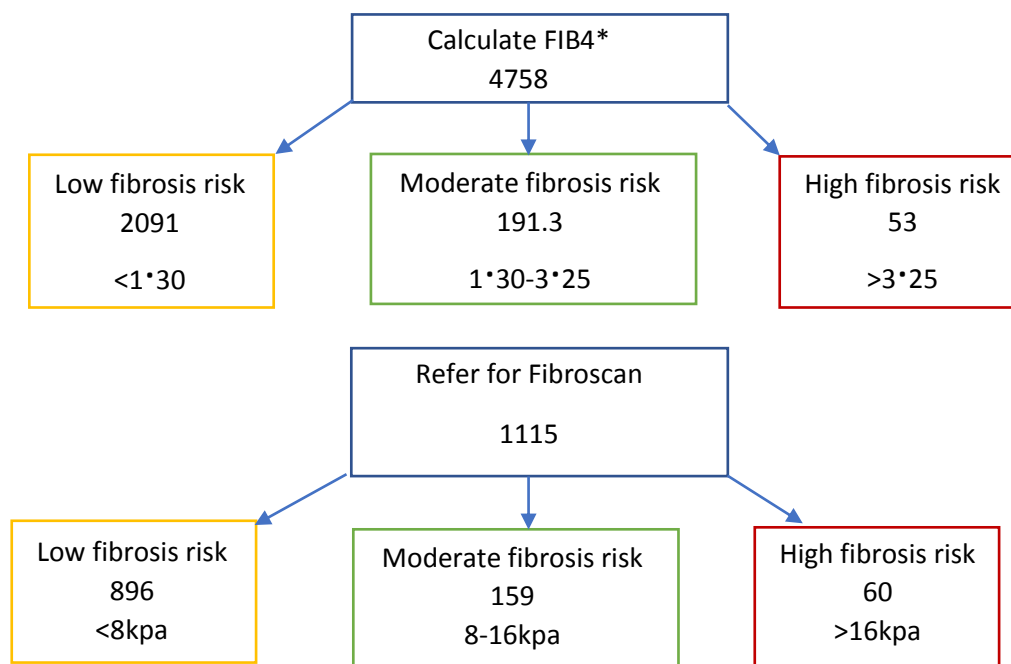 Calculate FIB4*
4758
Low fibrosis risk
2091
<1·30
Moderate fibrosis risk
191.3
1·30-3·25
High fibrosis risk
53
>3·25
Refer for Fibroscan
1115
Low fibrosis risk
896
<8kpa
Moderate fibrosis risk
159
8-16kpa
High fibrosis risk
60
>16kpa